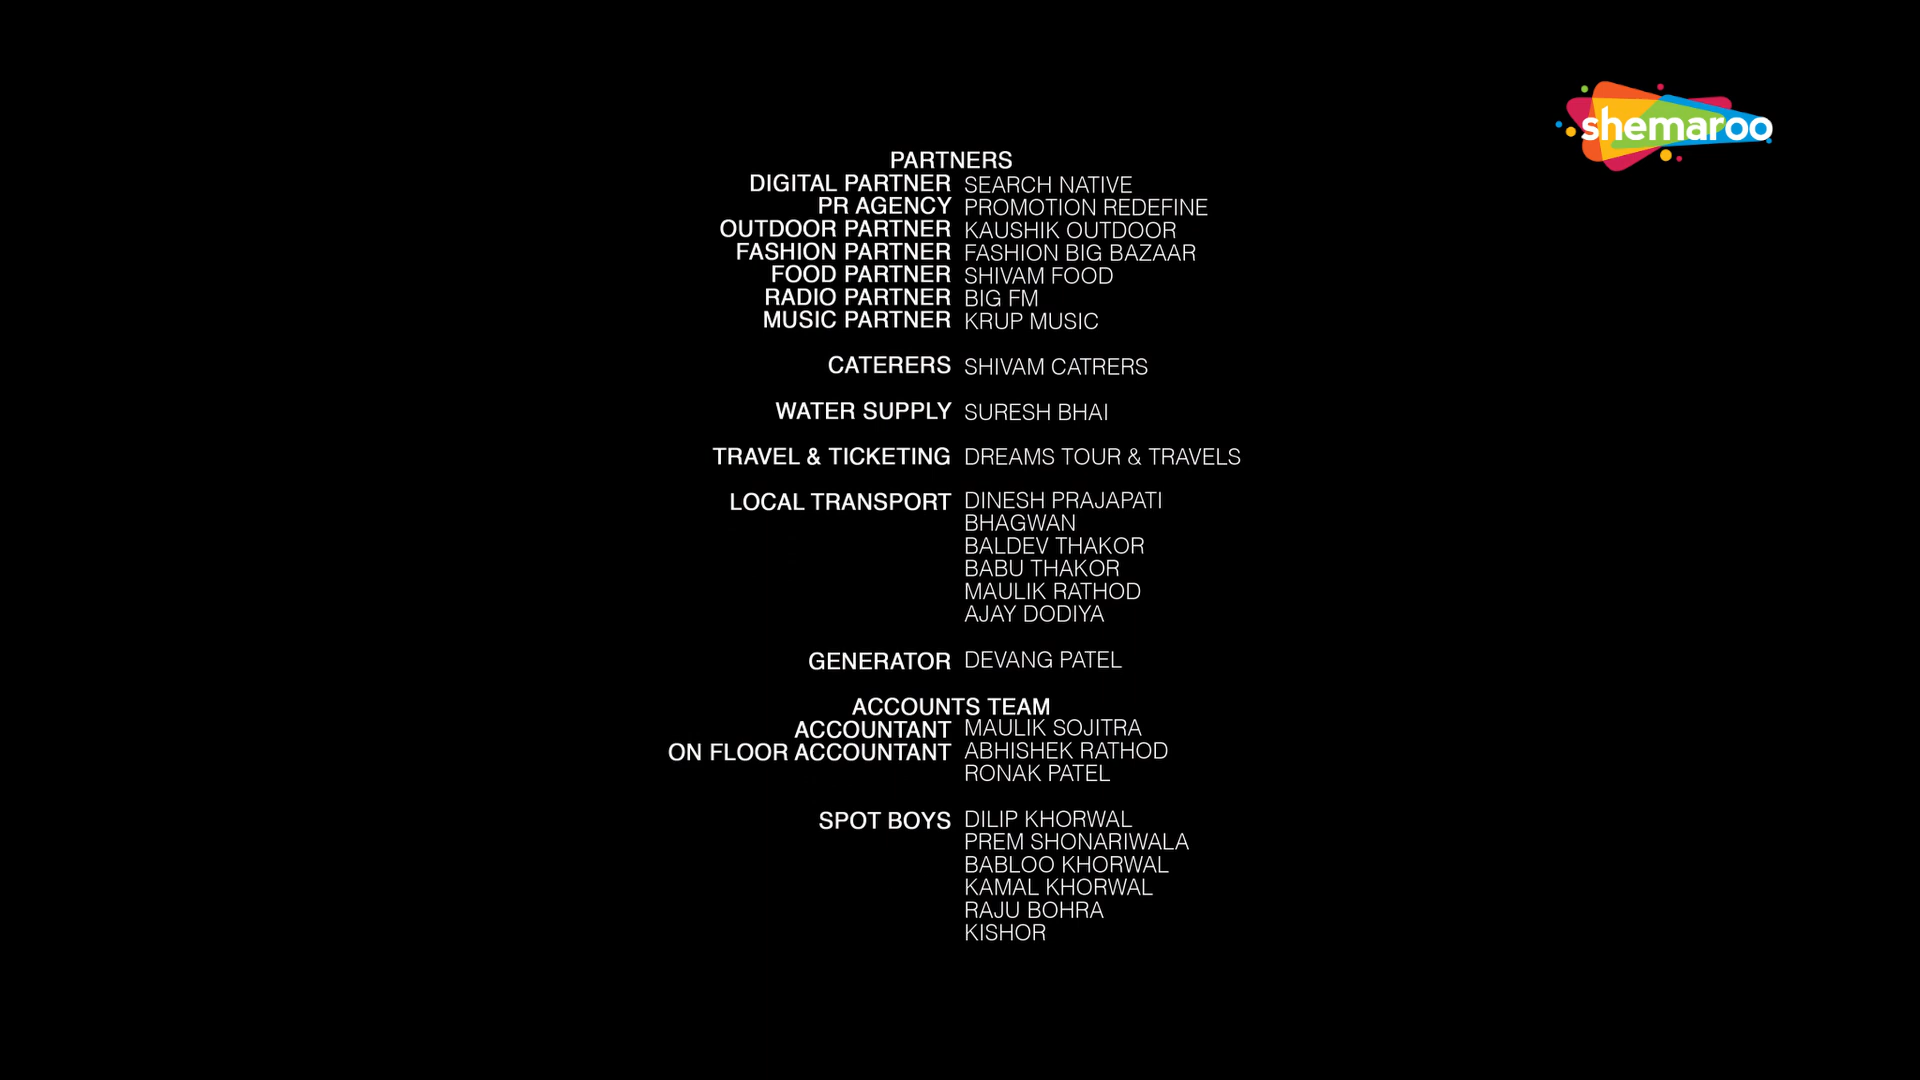 shemaroo
PARTNERS
DIGITAL PARTNER SEARCH NATIVE
PR AGENCY PROMOTION REDEFINE
OUTDOOR PARTNER KAUSHIK OUTDOOR
FASHION PARTNER FASHION BIG BAZAAR
FOOD PARTNER SHIVAM FOOD
RADIO PARTNER BIG FM
MUSIC PARTNER KRUP MUSIC
CATERERS SHIVAM CATRERS
WATER SUPPLY SURESH BHAI
TRAVEL & TICKETING DREAMS TOUR & TRAVELS
LOCAL TRANSPORT DINESH PRAJAPATI
BHAGWAN
BALDEV THAKOR
BABU THAKOR
MAULIK RATHOD
AJAY DODIYA
GENERATOR DEVANG PATEL
ACCOUNTS TEAM
ACCOUNTANT MAULIK SOJITRA
ON FLOOR ACCOUNTANT ABHISHEK RATHOD
RONAK PATEL
SPOT BOYS DILIP KHORWAL
PREM SHONARIWALA
BABLOO KHORWAL
KAMAL KHORWAL
RAJU BOHRA
KISHOR